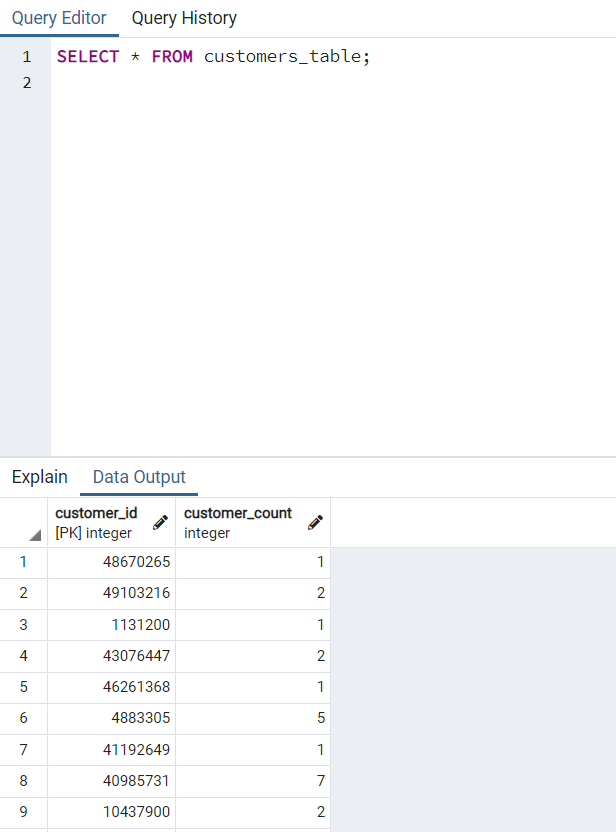 Query Editor Query History
1 SELECT * FROM customers_table;
2
Explain Data Output
customer_id customer_count
[PK] integer integer
1 48670265 1
2 49103216 2
3 1131200 1
4 43076447 2
5 46261368 1
6 4883305 5
7 41192649 1
8 40985731 7
9 10437900 2